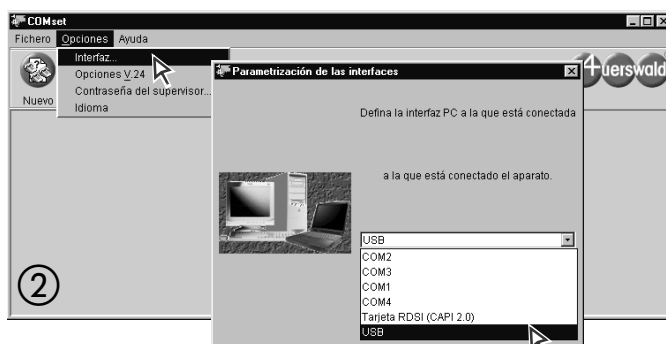 COMset
Fichero Opciones Ayuda
Interfaz...
Opciones V.24
Contraseña del supervisor...
Idioma
Nuevo
Auerswald
Parametrización de las interfaces
Defina la interfaz PC a la que está conectada
a la que está conectado el aparato.
USB
COM2
COM3
COM1
COM4
Tarjeta RDSI (CAPI 2.0)
USB
2